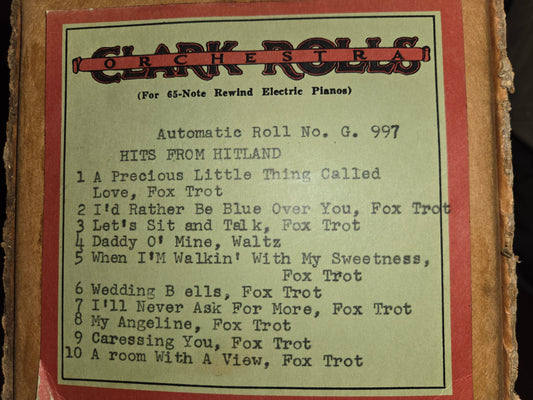 CLARK ROLLS
ORCHESTRA
(For 65-Note Rewind Electric Pianos)
Automatic Roll No. G. 997
HITS FROM HITLAND
1 A Precious Little Thing Called
Love, Fox Trot
2 I'd Rather Be Blue Over You, Fox Trot
3 Let's Sit and Talk, Fox Trot
4 Daddy O' Mine, Waltz
5 When I'M Walkin' With My Sweetness,
Fox Trot
6 Wedding B ells, Fox Trot
7 I'll Never Ask For More, Fox Trot
8 My Angeline, Fox Trot
9 Caressing You, Fox Trot
10 A room With A View, Fox Trot